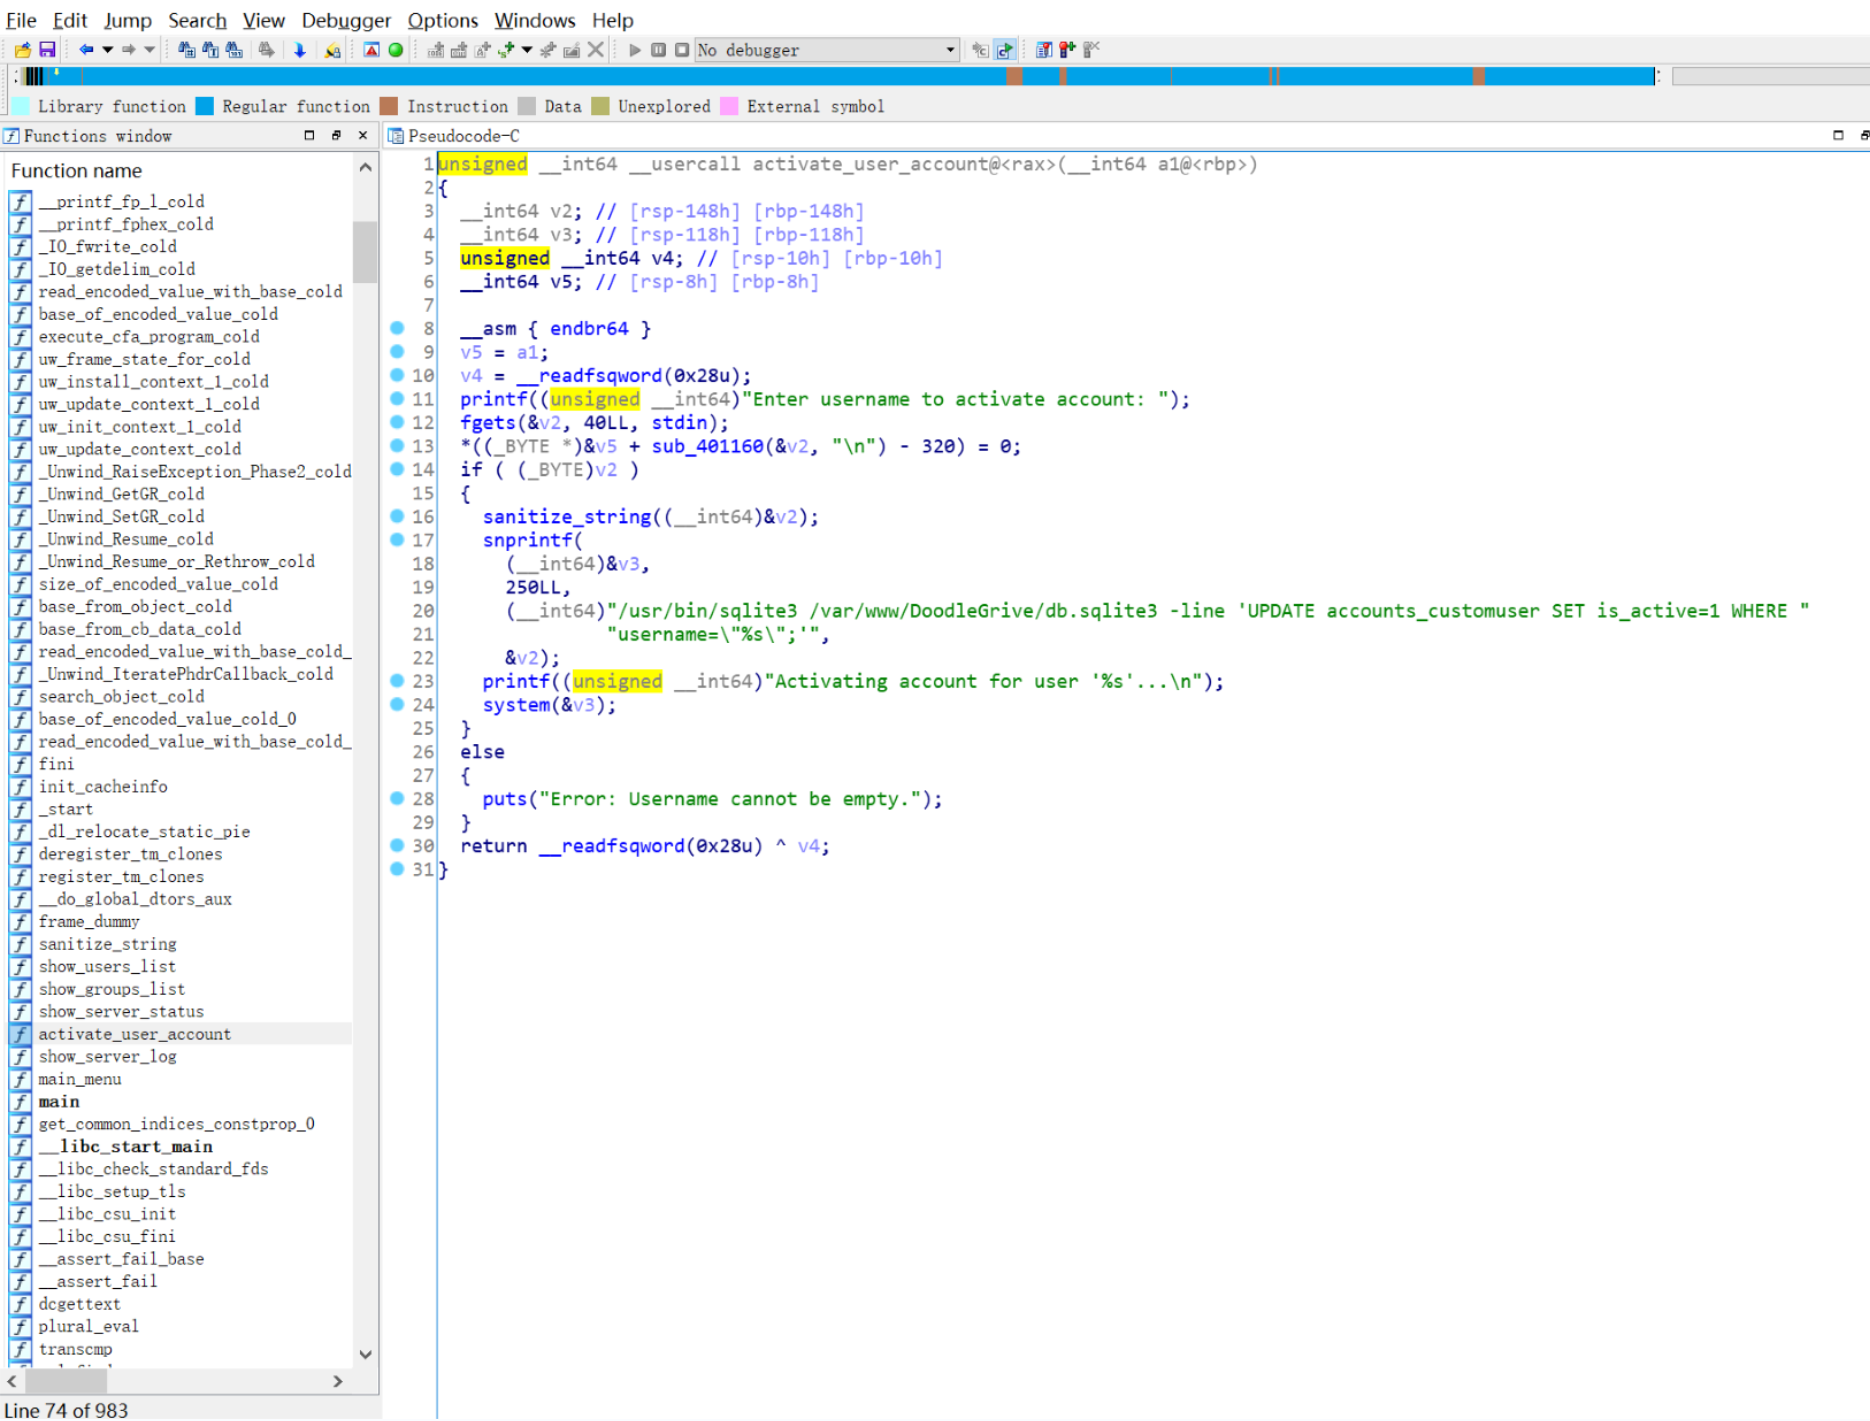 File Edit Jump Search View Debugger Options Windows Help
No debugger
Library function Regular function Instruction Data Unexplored External symbol
Functions window
Function name
__printf_fp_l_cold
__printf_fphex_cold
_IO_fwrite_cold
_IO_getdelim_cold
read_encoded_value_with_base_cold
base_of_encoded_value_cold
execute_cfa_program_cold
uw_frame_state_for_cold
uw_install_context_1_cold
uw_update_context_1_cold
uw_init_context_1_cold
uw_update_context_cold
_Unwind_RaiseException_Phase2_cold
_Unwind_GetGR_cold
_Unwind_SetGR_cold
_Unwind_Resume_cold
_Unwind_Resume_or_Rethrow_cold
size_of_encoded_value_cold
base_from_object_cold
base_from_cb_data_cold
read_encoded_value_with_base_cold_
_Unwind_IteratePhdrCallback_cold
search_object_cold
base_of_encoded_value_cold_0
read_encoded_value_with_base_cold_
fini
init_cacheinfo
_start
_dl_relocate_static_pie
deregister_tm_clones
register_tm_clones
__do_global_dtors_aux
frame_dummy
sanitize_string
show_users_list
show_groups_list
show_server_status
activate_user_account
show_server_log
main_menu
main
get_common_indices_constprop_0
__libc_start_main
__libc_check_standard_fds
__libc_setup_tls
__libc_csu_init
__libc_csu_fini
__assert_fail_base
__assert_fail
dcgettext
plural_eval
transcmp
Line 74 of 983
Pseudocode-C
1 unsigned __int64 __usercall activate_user_account@<rax>(__int64 a1@<rbp>)
2 {
3 __int64 v2; // [rsp-148h] [rbp-148h]
4 __int64 v3; // [rsp-118h] [rbp-118h]
5 unsigned __int64 v4; // [rsp-10h] [rbp-10h]
6 __int64 v5; // [rsp-8h] [rbp-8h]
7
8 __asm { endbr64 }
9 v5 = a1;
10 v4 = __readfsqword(0x28u);
11 printf((unsigned __int64)"Enter username to activate account: ");
12 fgets(&v2, 40LL, stdin);
13 *((_BYTE *)&v5 + sub_401160(&v2, "\n") - 320) = 0;
14 if ( (_BYTE)v2 )
15 {
16 sanitize_string((__int64)&v2);
17 snprintf(
18 (__int64)&v3,
19 250LL,
20 (__int64)"/usr/bin/sqlite3 /var/www/DoodleGrive/db.sqlite3 -line 'UPDATE accounts_customuser SET is_active=1 WHERE "
21 "username=\"%s\";'",
22 &v2);
23 printf((unsigned __int64)"Activating account for user '%s'...\n");
24 system(&v3);
25 }
26 else
27 {
28 puts("Error: Username cannot be empty.");
29 }
30 return __readfsqword(0x28u) ^ v4;
31 }